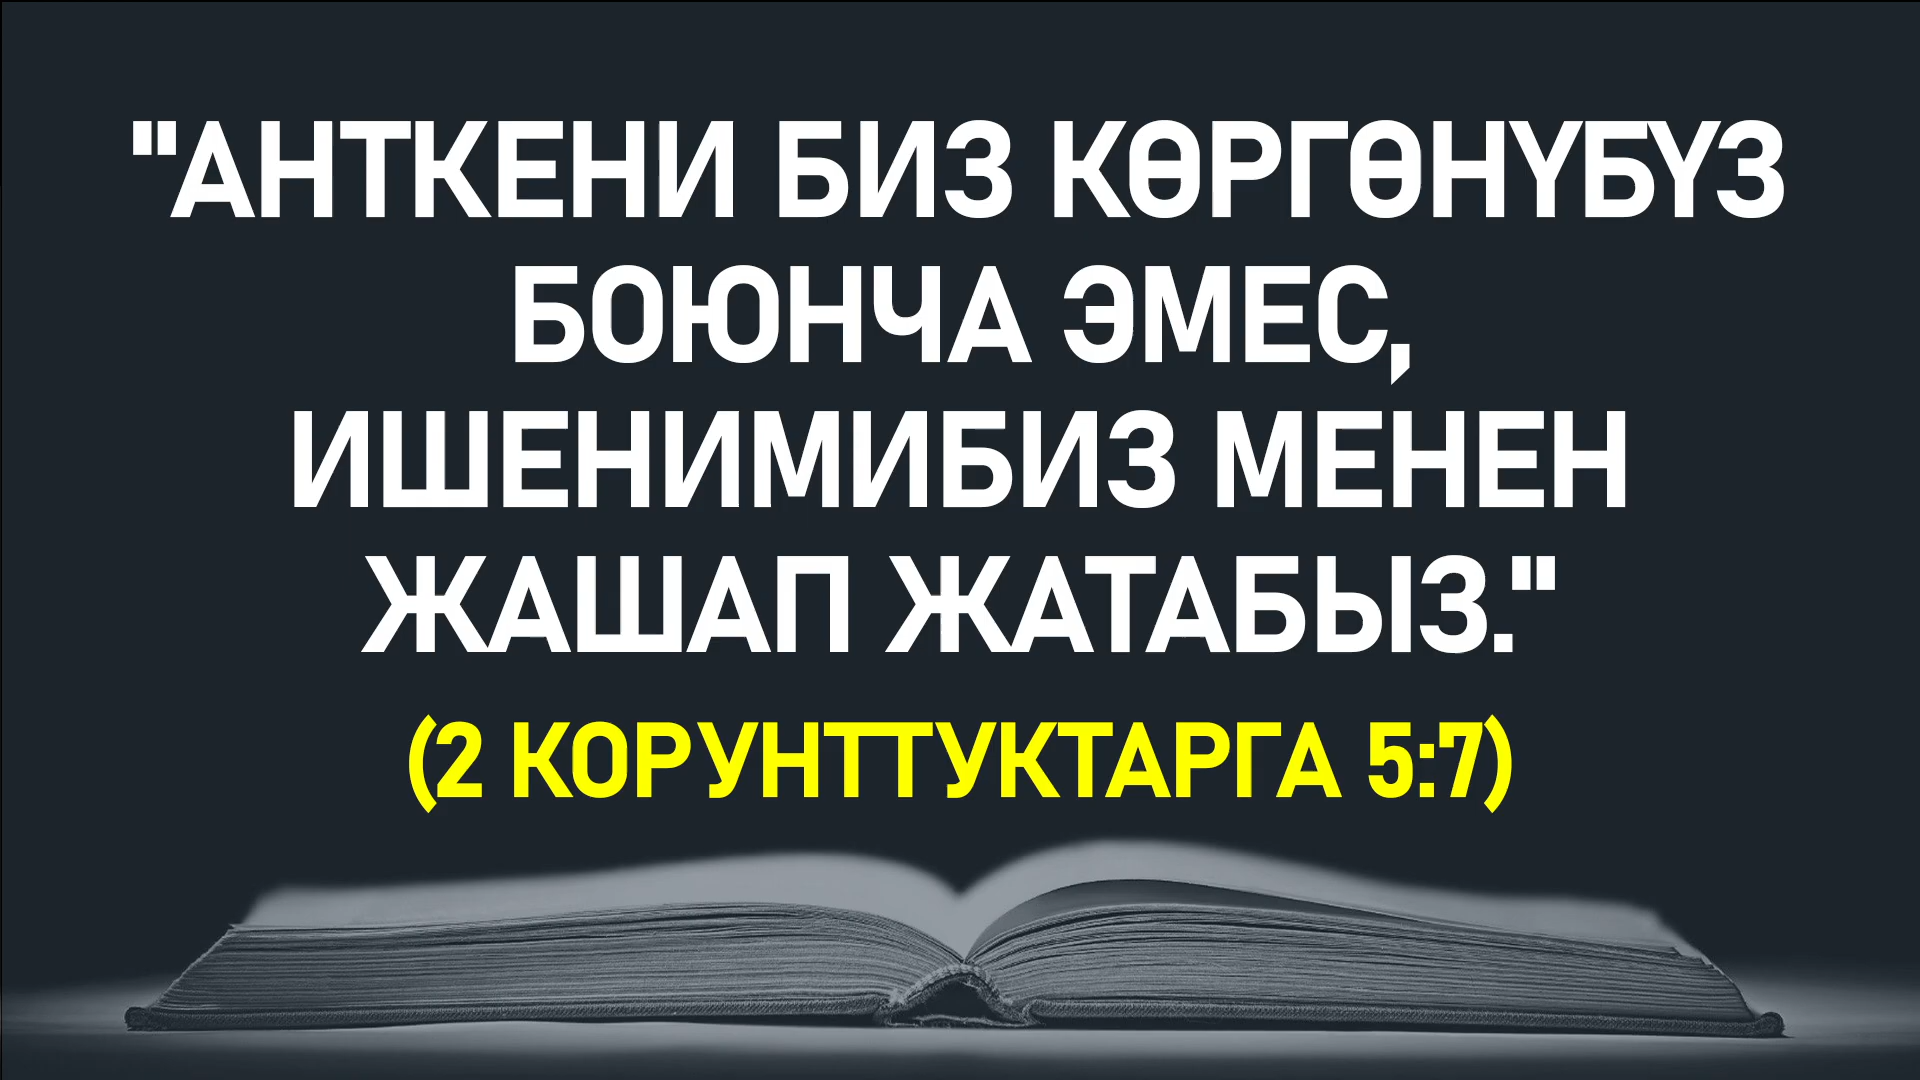 "АНТКЕНИ БИЗ КӨРГӨНҮБҮЗ
БОЮНЧА ЭМЕС,
ИШЕНИМИБИЗ МЕНЕН
ЖАШАП ЖАТАБЫЗ."
(2 КОРУНТТУКТАРГА 5:7)